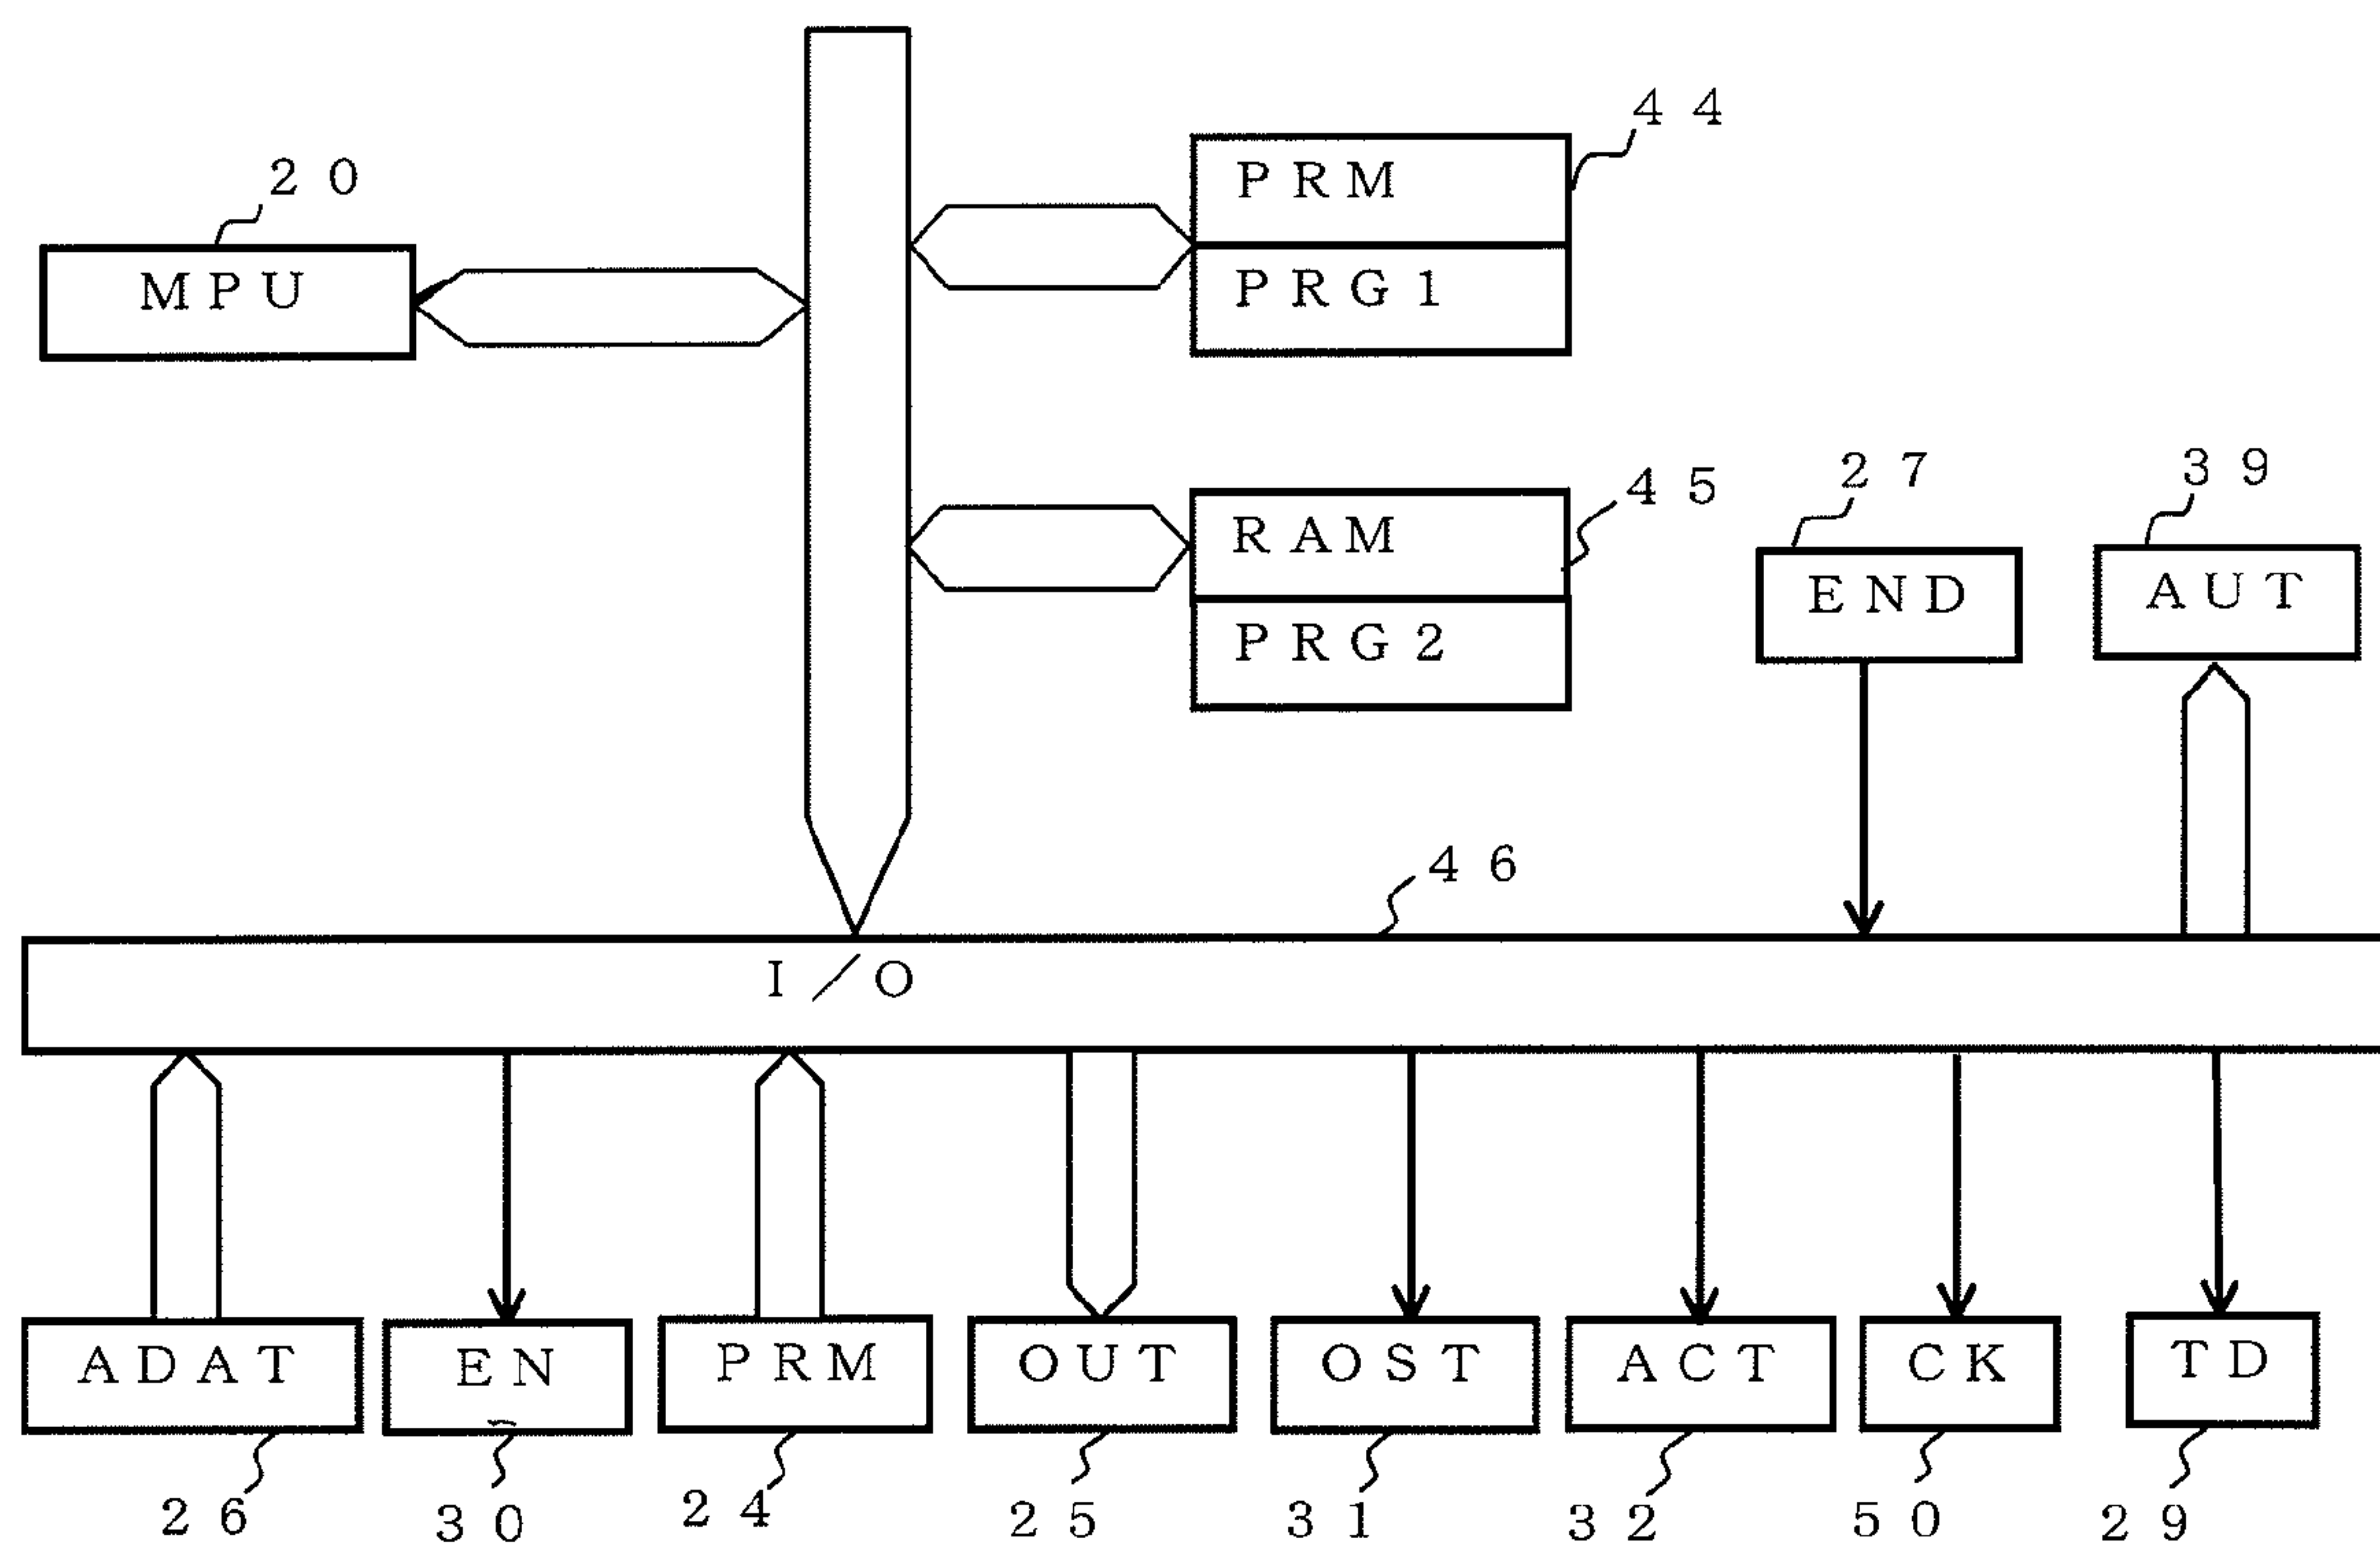 44
20
PRM
MPU
PRG1
45
27
39
RAM
END
AUT
PRG2
46
I/O
ADAT
EN
PRM
OUT
OST
ACT
CK
TD
26
30
24
25
31
32
50
29